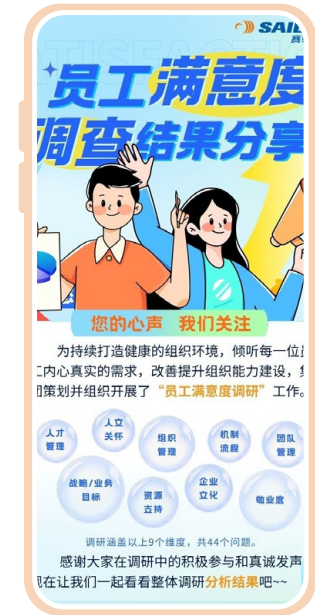 SAIL
员工满意度
调查结果分享
您的心声 我们关注
为持续打造健康的组织环境，倾听每一位
工内心真实的需求，改善提升组织能力建设，
团策划并组织开展了“员工满意度调研”工作。
人才
管理
人立
关怀
组织
管理
机制
流程
团队
管理
战略/业务
目标
资源
古持
企业
立化
敬业度
调研涵盖以上9个维度，共44个问题。
感谢大家在调研中的积极参与和真诚发声
现在让我们一起看看整体调研分析结果吧~~